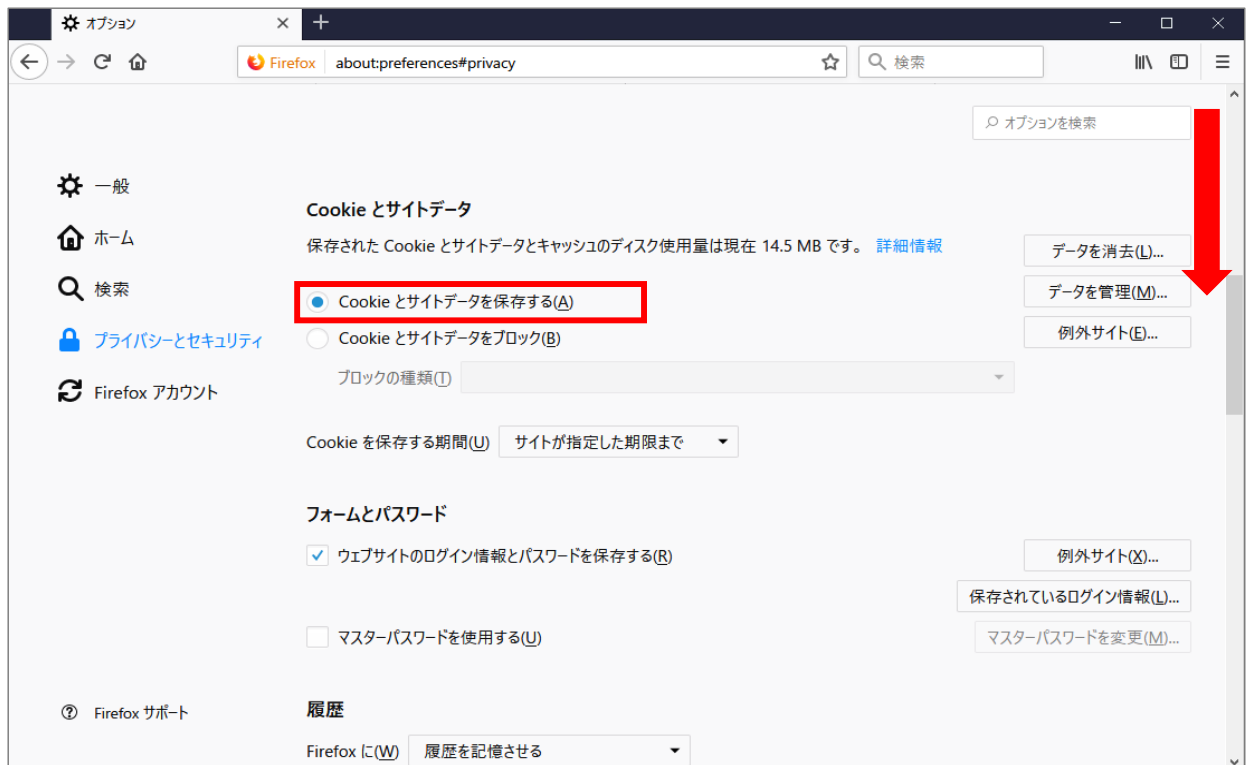 オプション
Firefox about:preferences#privacy 検索
オプションを検索
一般
ホーム
検索
プライバシーとセキュリティ
Firefox アカウント
Firefox サポート
Cookie とサイトデータ
保存された Cookie とサイトデータとキャッシュのディスク使用量は現在 14.5 MB です。 詳細情報
データを消去(L)...
Cookie とサイトデータを保存する(A)
データを管理(M)...
Cookie とサイトデータをブロック(B)
例外サイト(E)...
ブロックの種類(T)
Cookie を保存する期間(U) サイトが指定した期限まで
フォームとパスワード
ウェブサイトのログイン情報とパスワードを保存する(R)
例外サイト(X)...
保存されているログイン情報(L)...
マスターパスワードを使用する(U)
マスターパスワードを変更(M)...
履歴
Firefox に(W) 履歴を記憶させる